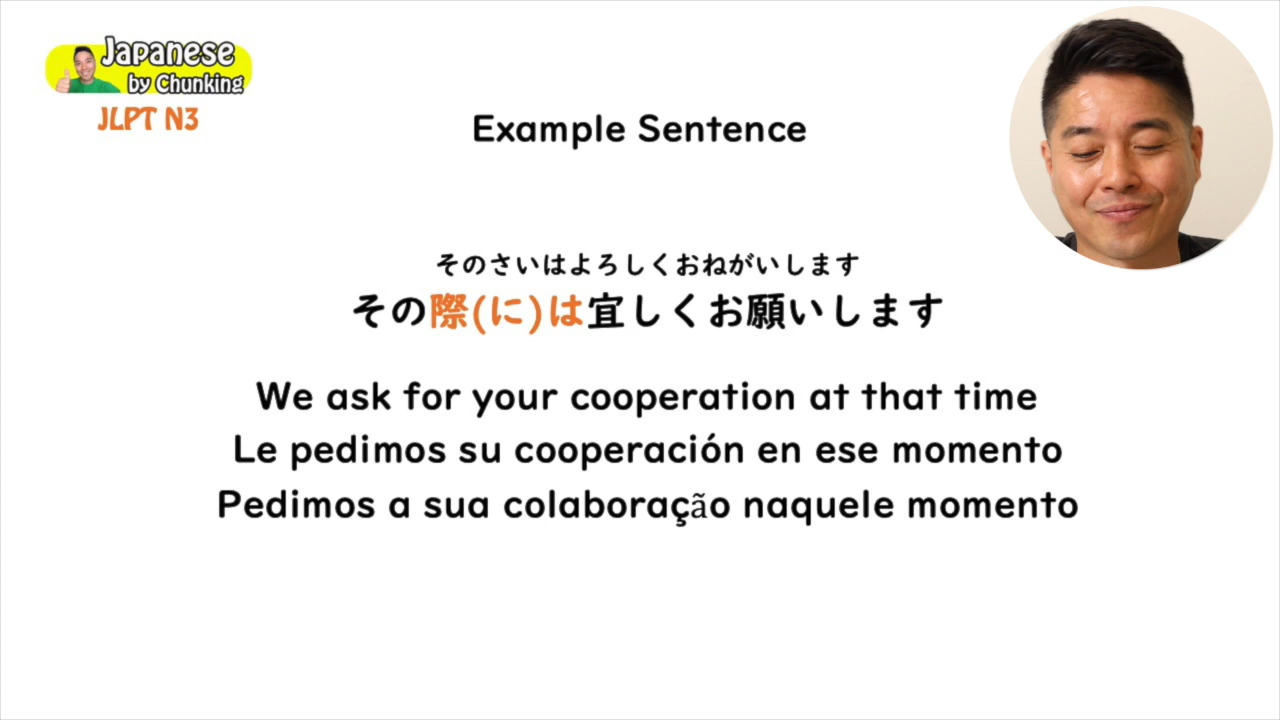 Japanese
by Chunking
JLPT N3
Example Sentence
そのさいはよろしくおねがいします
その際(に)は宜しくお願いします
We ask for your cooperation at that time
Le pedimos su cooperación en ese momento
Pedimos a sua colaboração naquele momento